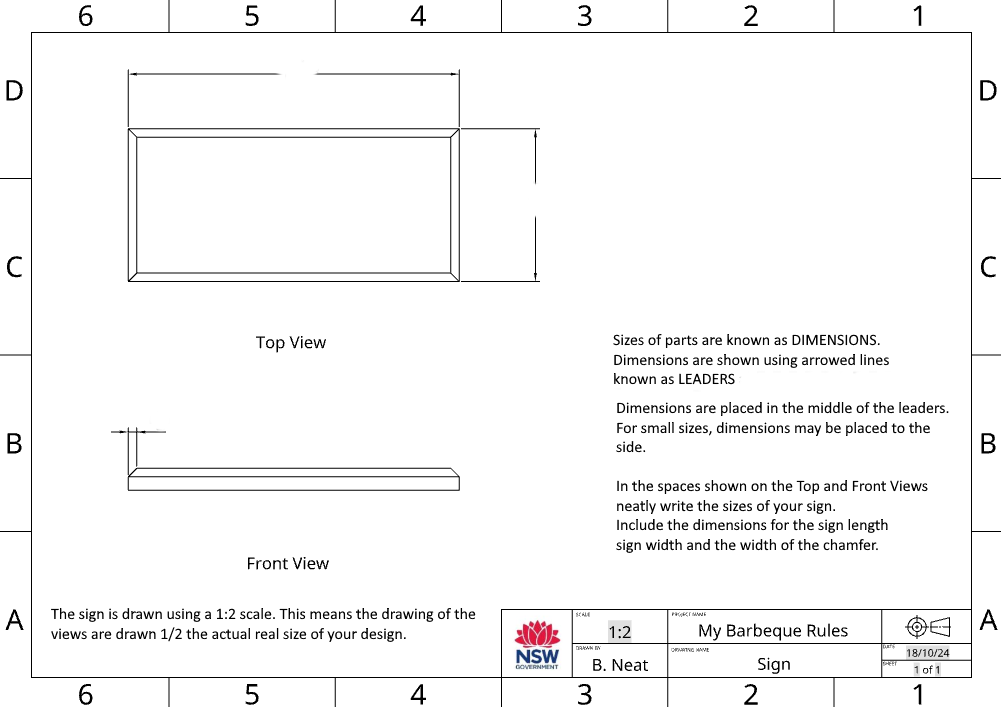 6 5 4 3 2 1
D D
C C
Top View
Sizes of parts are known as DIMENSIONS.
Dimensions are shown using arrowed lines
known as LEADERS
Dimensions are placed in the middle of the leaders.
For small sizes, dimensions may be placed to the
side.
B B
In the spaces shown on the Top and Front Views
neatly write the sizes of your sign.
Include the dimensions for the sign length
sign width and the width of the chamfer.
Front View
The sign is drawn using a 1:2 scale. This means the drawing of the
views are drawn 1/2 the actual real size of your design.
A A
NSW
GOVERNMENT
SCALE
1:2
PROJECT NAME
My Barbeque Rules
DRAWN BY
B. Neat
DRAWING NAME
Sign
DATE
18/10/24
SHEET
1 of 1
6 5 4 3 2 1